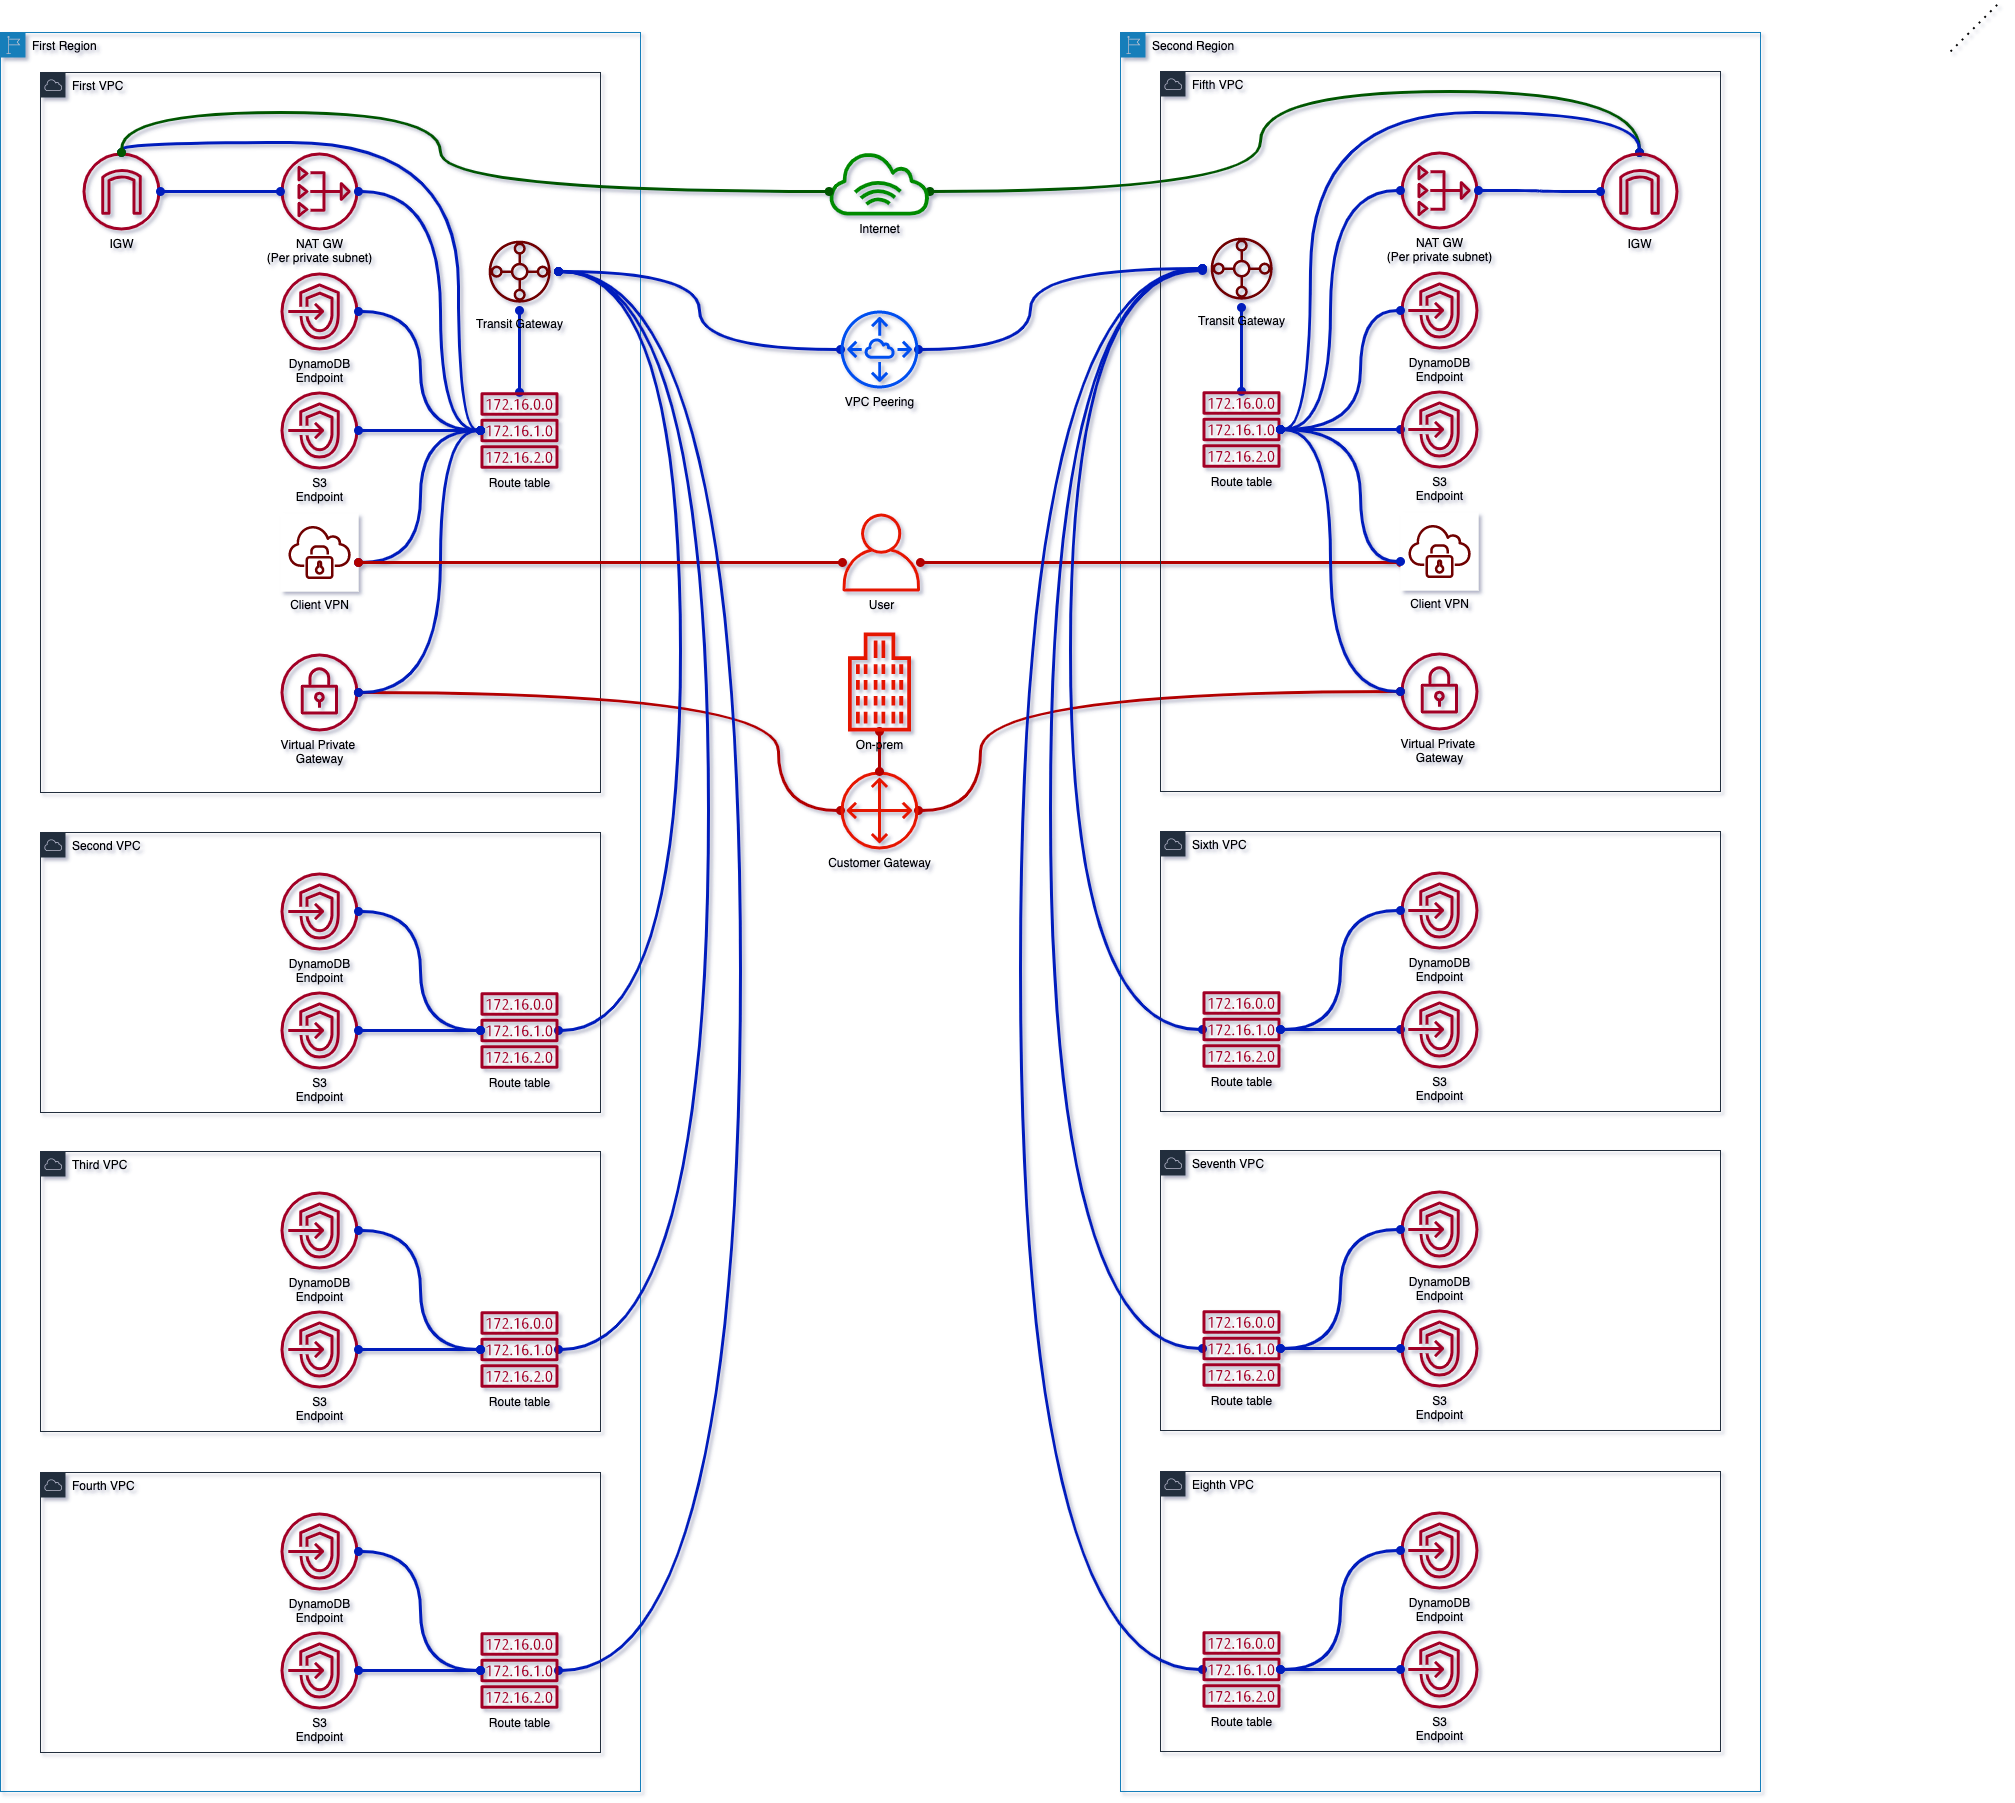 First Region
First VPC
IGW
NAT GW
(Per private subnet)
DynamoDB
Endpoint
S3
Endpoint
Client VPN
Virtual Private
Gateway
Transit Gateway
172.16.0.0
172.16.1.0
172.16.2.0
Route table
Second VPC
DynamoDB
Endpoint
S3
Endpoint
172.16.0.0
172.16.1.0
172.16.2.0
Route table
Third VPC
DynamoDB
Endpoint
S3
Endpoint
172.16.0.0
172.16.1.0
172.16.2.0
Route table
Fourth VPC
DynamoDB
Endpoint
S3
Endpoint
172.16.0.0
172.16.1.0
172.16.2.0
Route table
Internet
VPC Peering
User
On-prem
Customer Gateway
Second Region
Fifth VPC
Transit Gateway
172.16.0.0
172.16.1.0
172.16.2.0
Route table
NAT GW
(Per private subnet)
IGW
DynamoDB
Endpoint
S3
Endpoint
Client VPN
Virtual Private
Gateway
Sixth VPC
172.16.0.0
172.16.1.0
172.16.2.0
Route table
DynamoDB
Endpoint
S3
Endpoint
Seventh VPC
172.16.0.0
172.16.1.0
172.16.2.0
Route table
DynamoDB
Endpoint
S3
Endpoint
Eighth VPC
172.16.0.0
172.16.1.0
172.16.2.0
Route table
DynamoDB
Endpoint
S3
Endpoint